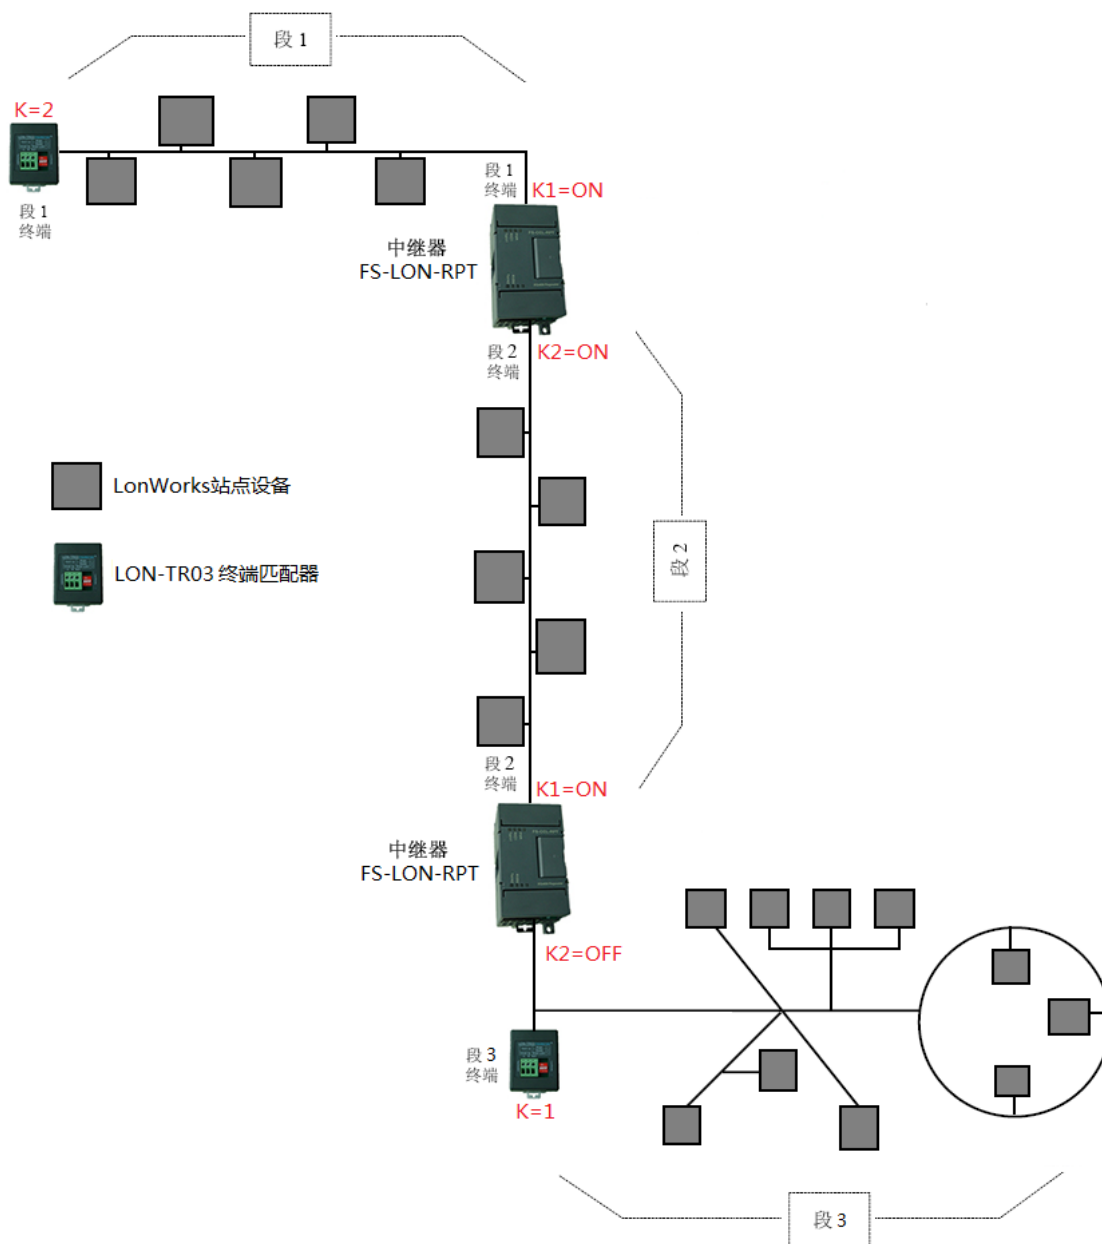 段 1
K=2
段 1
终端
段 1
终端
K1=ON
中继器
FS-LON-RPT
段 2
终端
K2=ON
LonWorks站点设备
段 2
LON-TR03 终端匹配器
段 2
终端
K1=ON
中继器
FS-LON-RPT
K2=OFF
段 3
终端
K=1
段 3